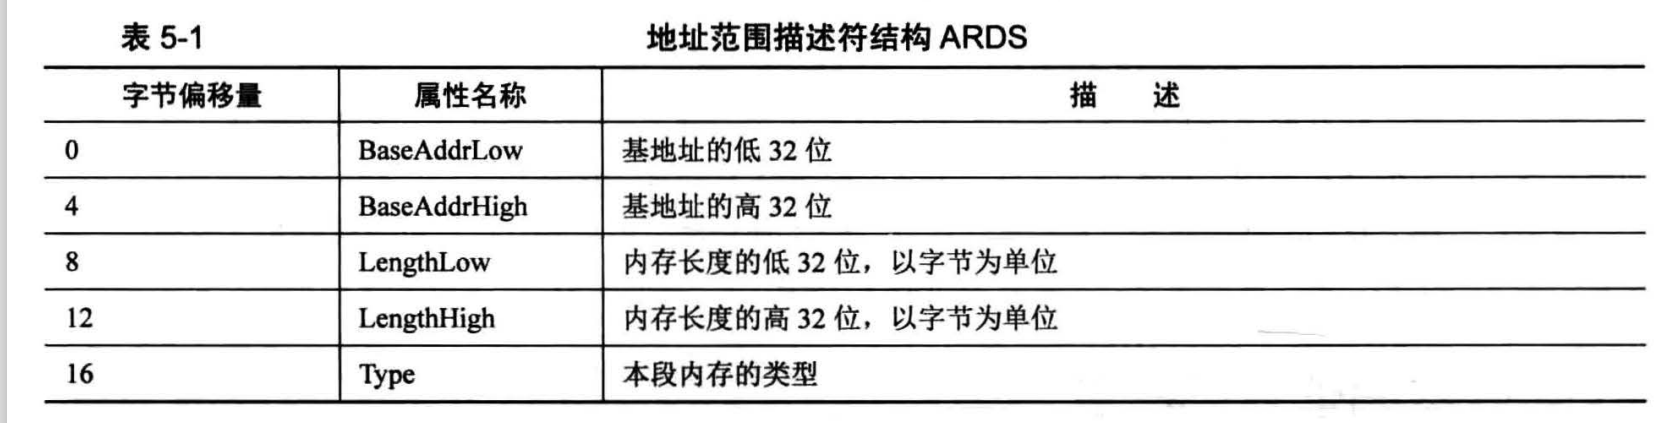 表 5-1 地址范围描述符结构 ARDS
字节偏移量 属性名称 描 述
0 BaseAddrLow 基地址的低 32 位
4 BaseAddrHigh 基地址的高 32 位
8 LengthLow 内存长度的低 32 位，以字节为单位
12 LengthHigh 内存长度的高 32 位，以字节为单位
16 Type 本段内存的类型